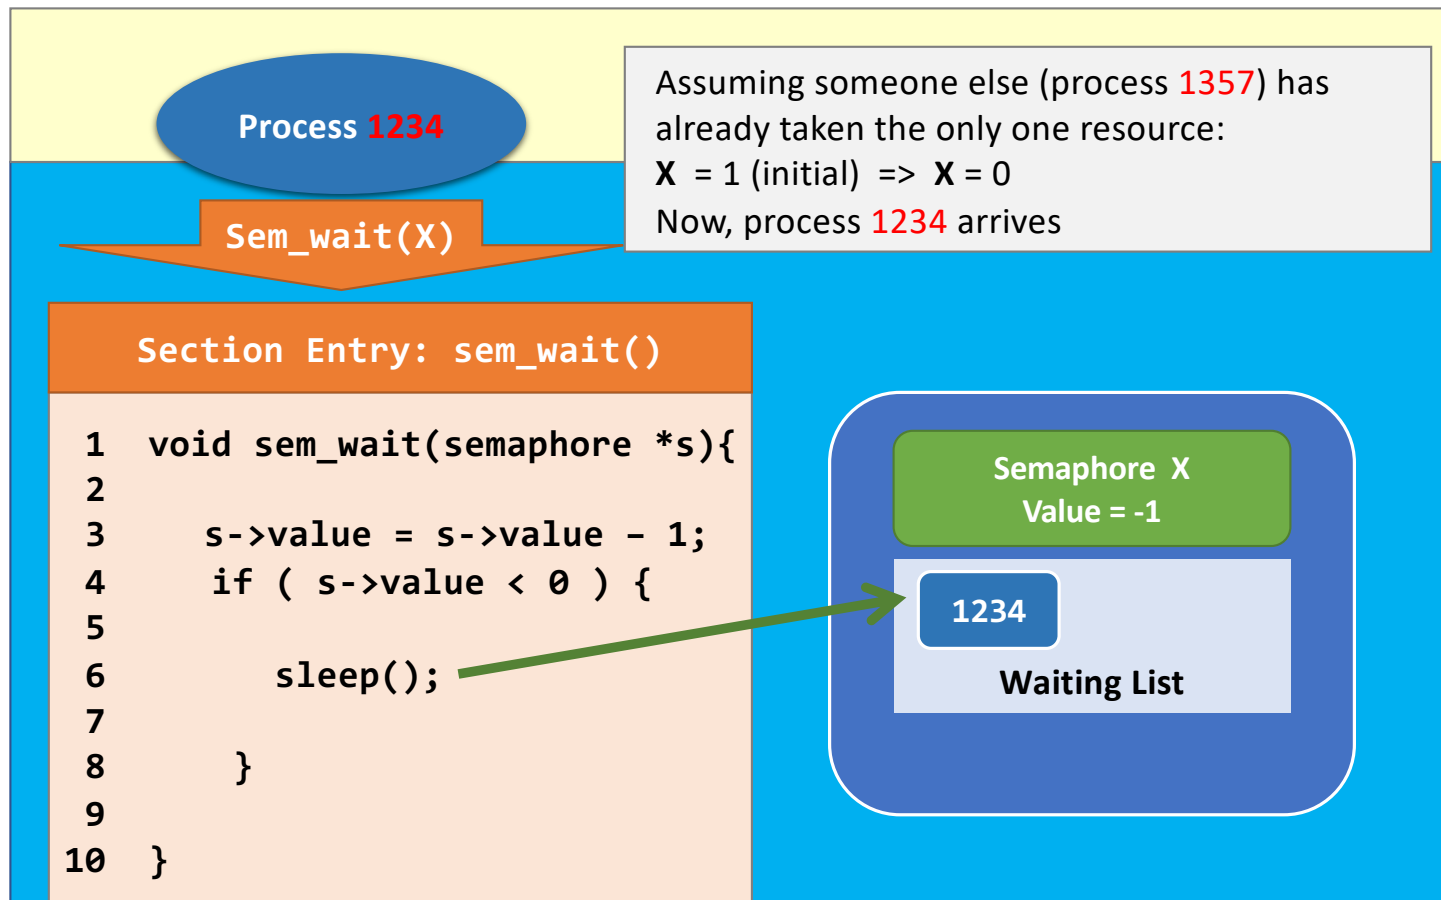 Process 1234
Assuming someone else (process 1357) has
already taken the only one resource:
X = 1 (initial) => X = 0
Now, process 1234 arrives
Sem_wait(X)
Section Entry: sem_wait()
1 void sem_wait(semaphore *s){
2
3 s->value = s->value – 1;
4 if ( s->value < 0 ) {
5
6 sleep();
7
8 }
9
10 }
Semaphore X
Value = -1
1234
Waiting List